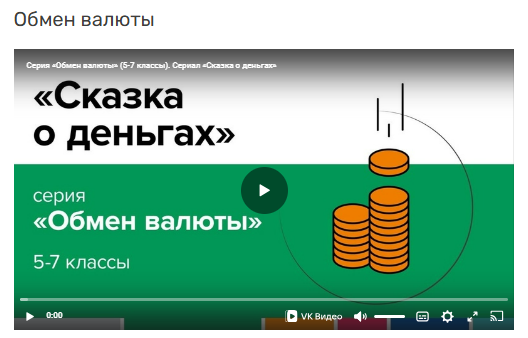 Обмен валюты
Серия «Обмен валюты» (5-7 классы). Сериал «Сказка о деньгах»
«Сказка
о деньгах»
серия
«Обмен валюты»
5-7 классы
0:00
VK Видео